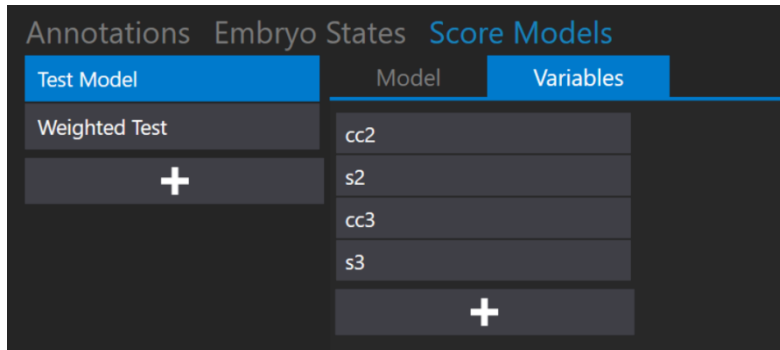 Annotations Embryo States Score Models
Test Model
Weighted Test
Model Variables
cc2
s2
cc3
s3